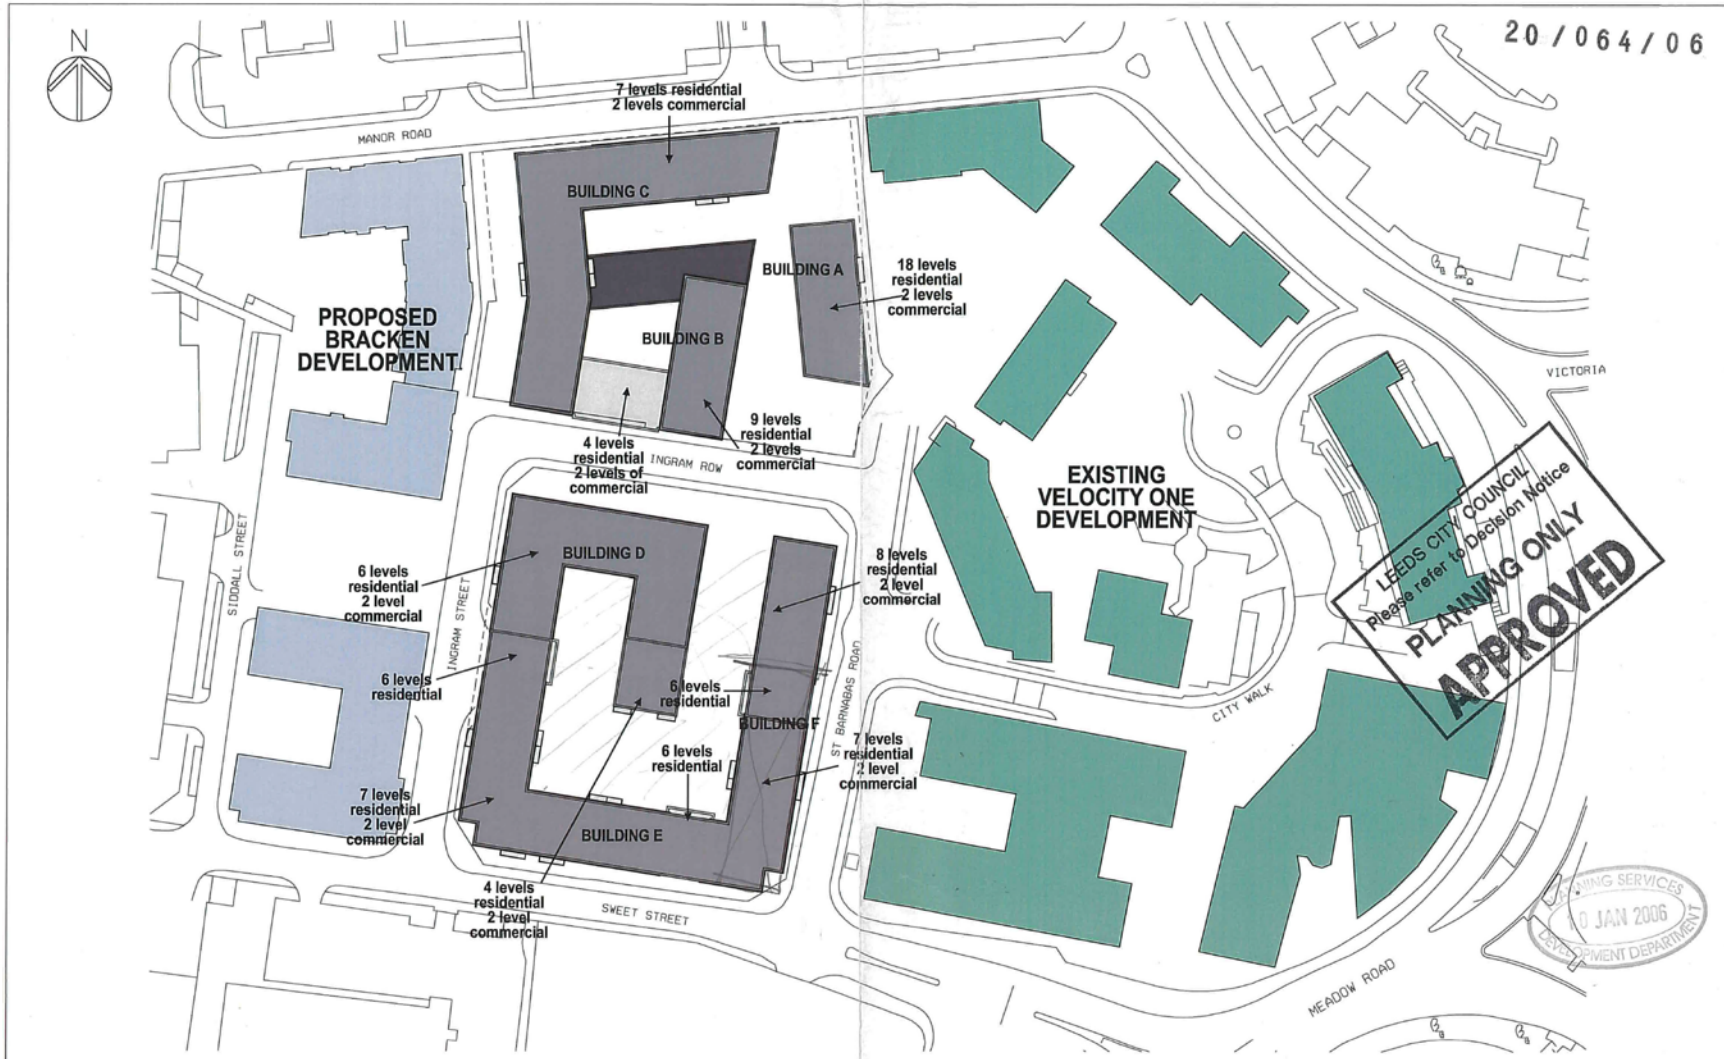 20/064/06
N
MANOR ROAD
7 levels residential
2 levels commercial
BUILDING C
BUILDING A
18 levels
residential
2 levels
commercial
PROPOSED
BRACKEN
DEVELOPMENT
BUILDING B
VICTORIA
4 levels
residential
2 levels of
commercial
9 levels
residential
2 levels
commercial
INGRAM ROW
EXISTING
VELOCITY ONE
DEVELOPMENT
LEEDS CITY COUNCIL
Please refer to Decision Notice
PLANNING ONLY
APPROVED
SIDDALL STREET
INGRAM STREET
BUILDING D
6 levels
residential
2 level
commercial
8 levels
residential
2 level
commercial
6 levels
residential
6 levels
residential
BUILDING F
ST BARNABAS ROAD
CITY WALK
6 levels
residential
7 levels
residential
2 level
commercial
7 levels
residential
2 level
commercial
BUILDING E
4 levels
residential
2 level
commercial
SWEET STREET
MEADOW ROAD
PLANNING SERVICES
10 JAN 2006
DEVELOPMENT DEPARTMENT